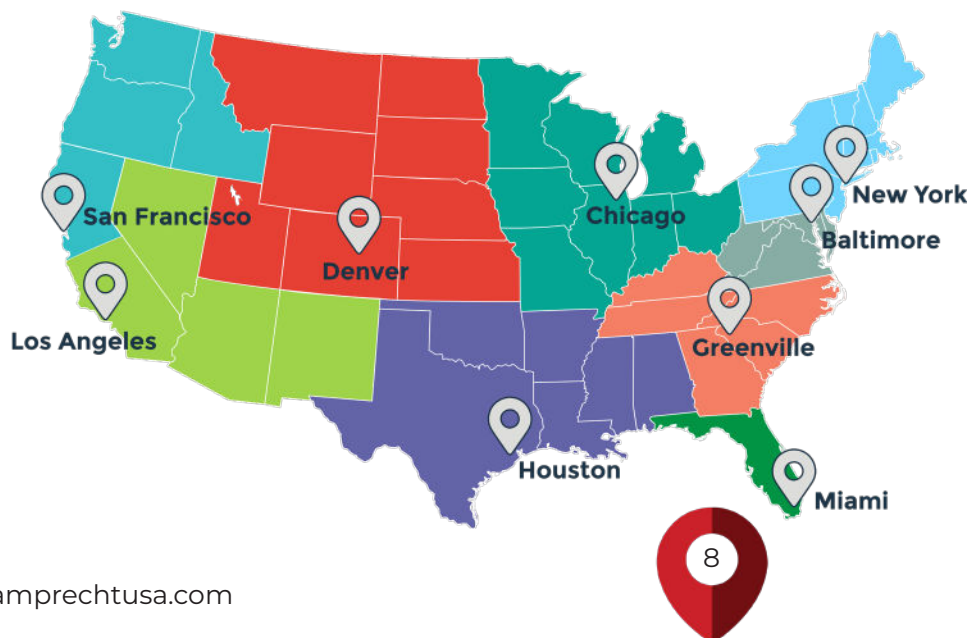 New York
San Francisco
Chicago
Baltimore
Denver
Los Angeles
Greenville
Houston
Miami
8
amprechtusa.com